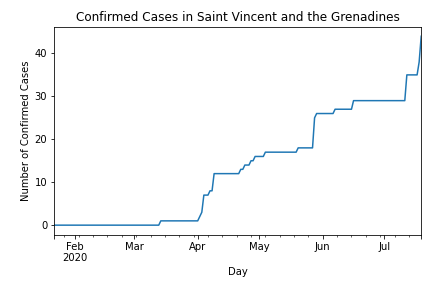 Confirmed Cases in Saint Vincent and the Grenadines
Number of Confirmed Cases
40
30
20
10
0
Feb Mar Apr May Jun Jul
2020
Day